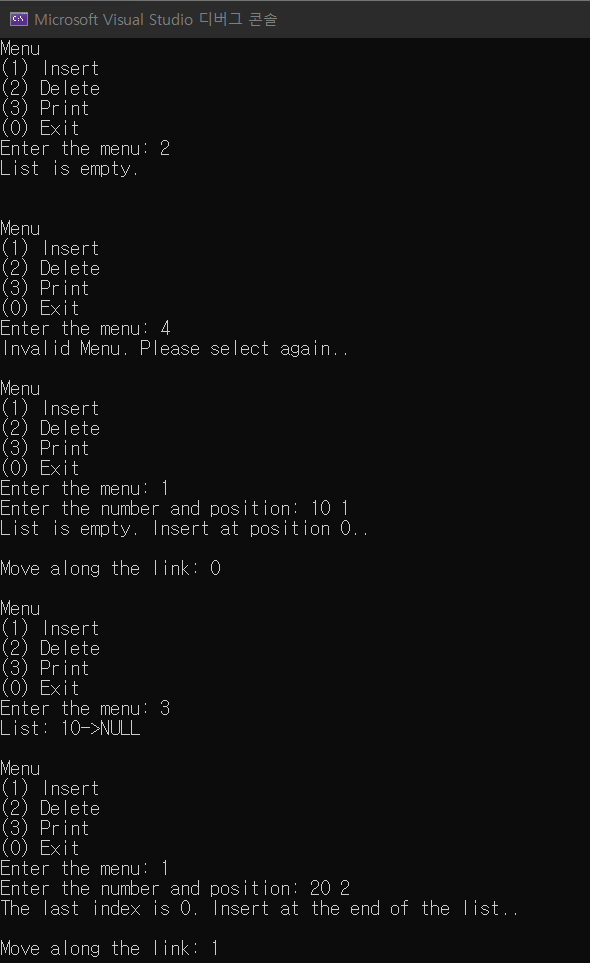 Microsoft Visual Studio 디버그 콘솔
Menu
(1) Insert
(2) Delete
(3) Print
(0) Exit
Enter the menu: 2
List is empty.
Menu
(1) Insert
(2) Delete
(3) Print
(0) Exit
Enter the menu: 4
Invalid Menu. Please select again..
Menu
(1) Insert
(2) Delete
(3) Print
(0) Exit
Enter the menu: 1
Enter the number and position: 10 1
List is empty. Insert at position 0..
Move along the link: 0
Menu
(1) Insert
(2) Delete
(3) Print
(0) Exit
Enter the menu: 3
List: 10->NULL
Menu
(1) Insert
(2) Delete
(3) Print
(0) Exit
Enter the menu: 1
Enter the number and position: 20 2
The last index is 0. Insert at the end of the list..
Move along the link: 1